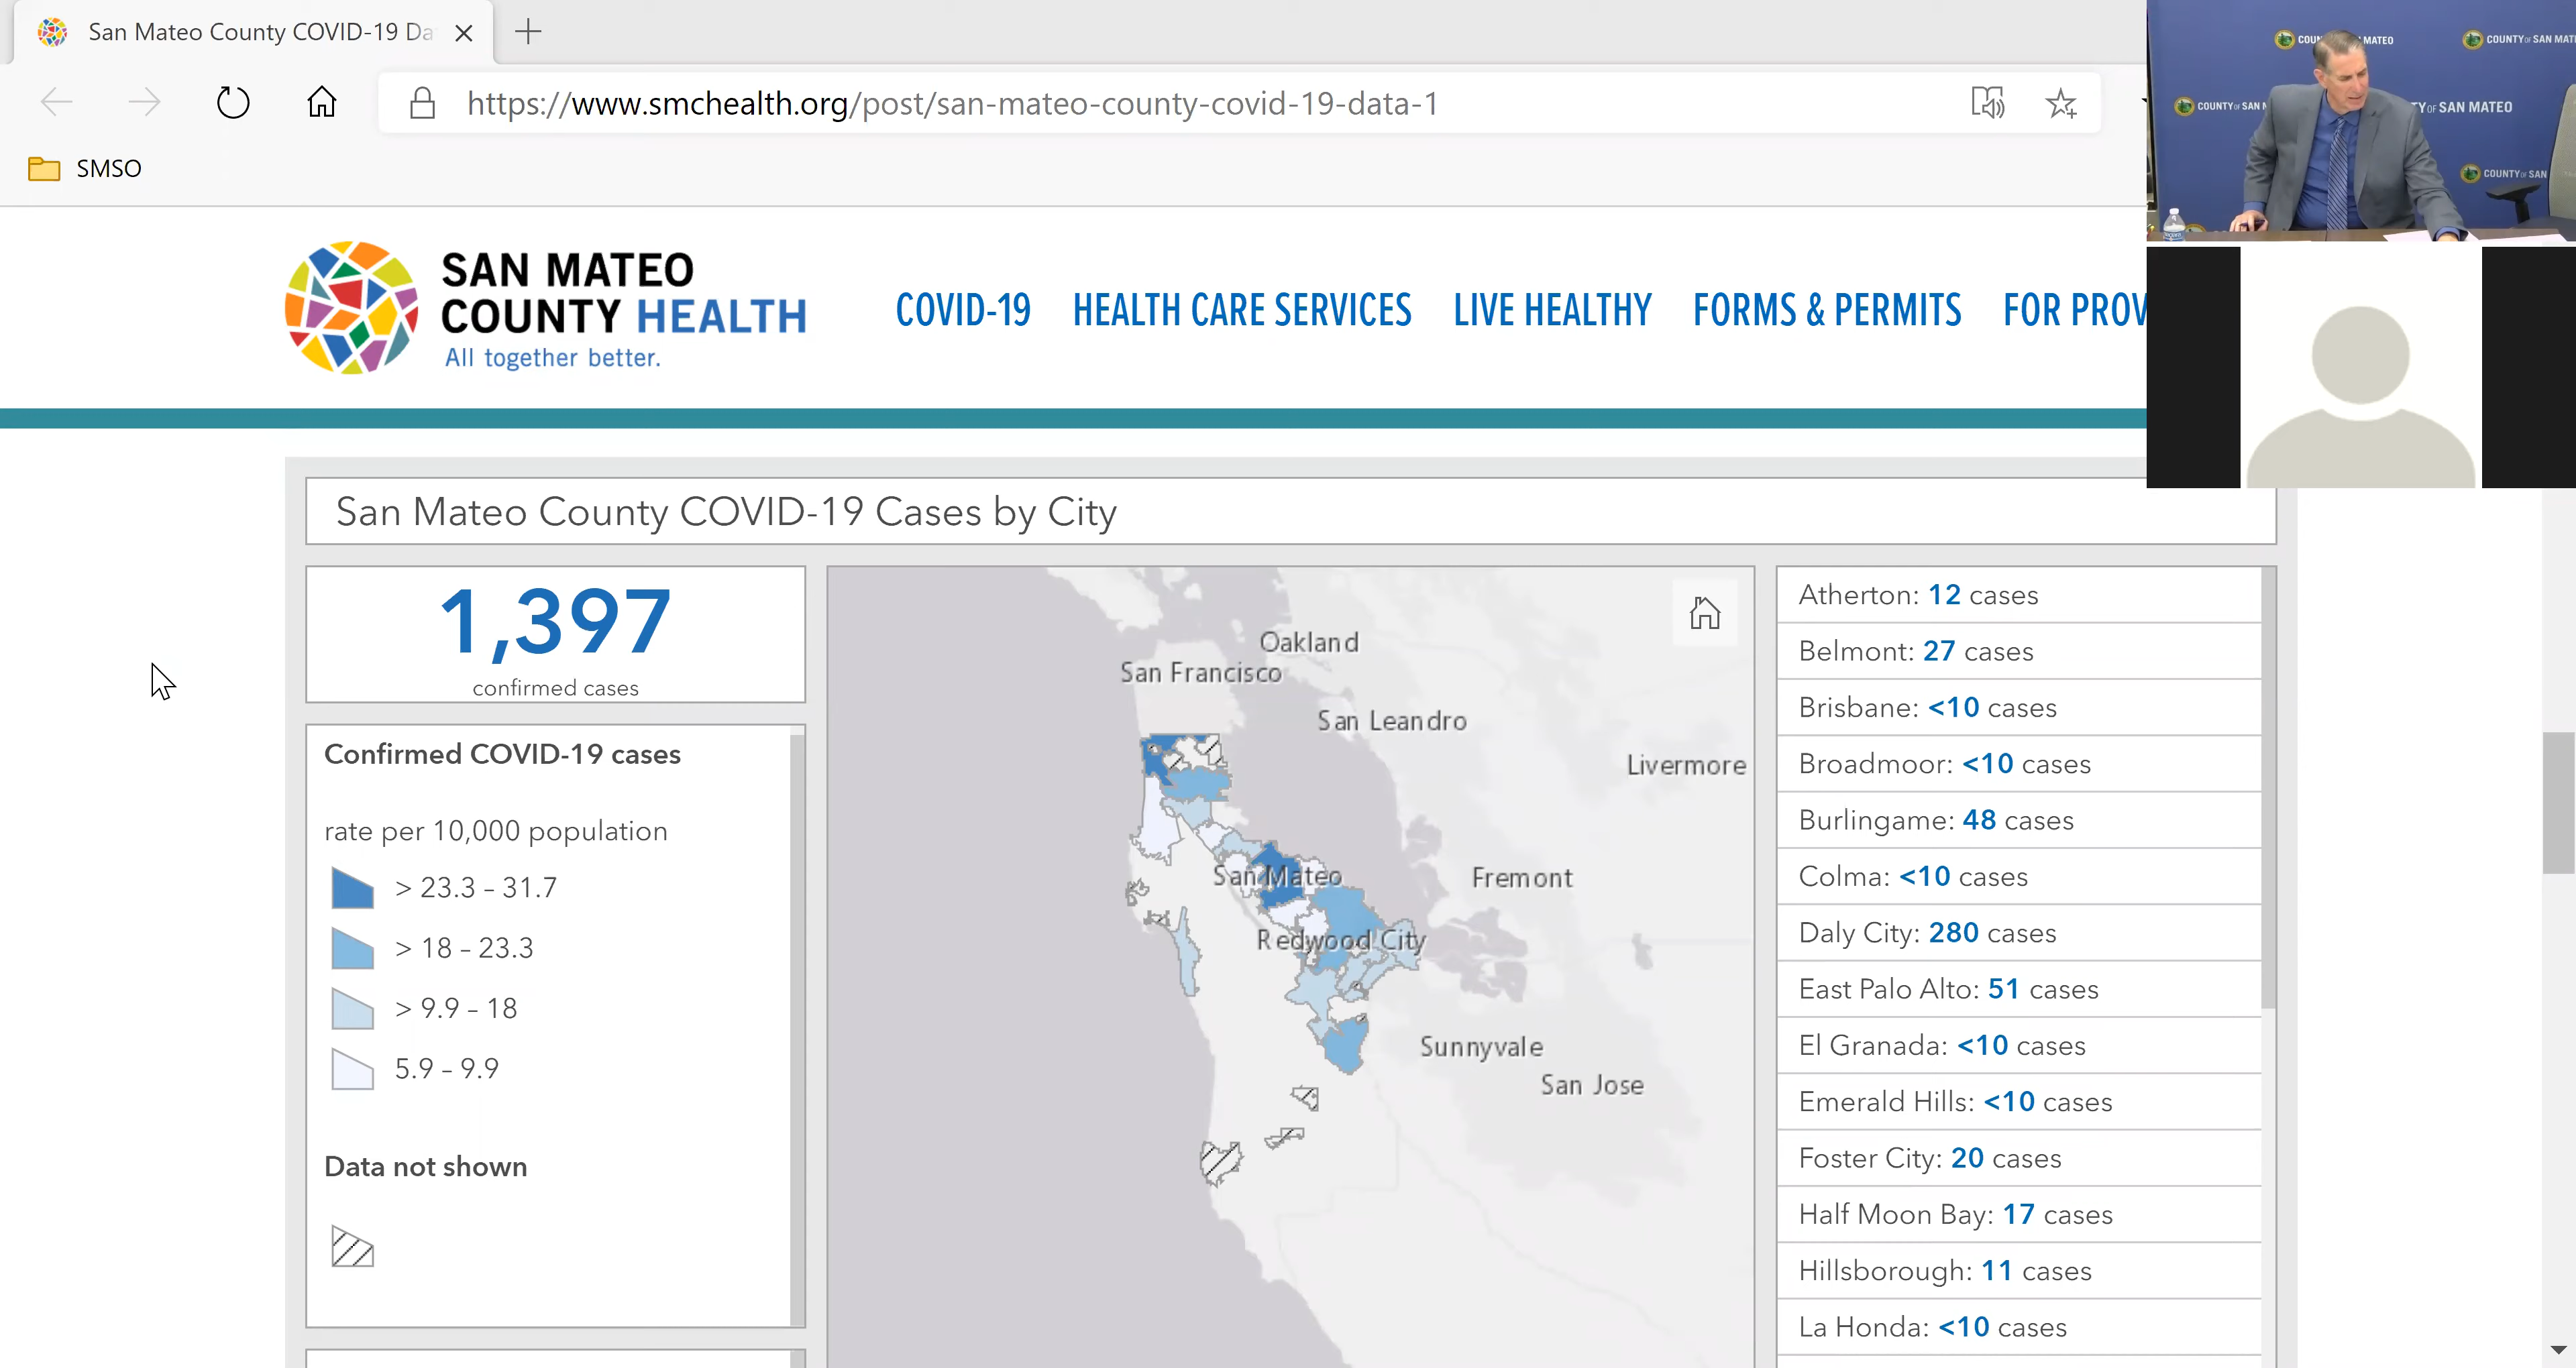 San Mateo County COVID-19 Da
https://www.smchealth.org/post/san-mateo-county-covid-19-data-1
SMSO
COUNTY OF SAN MATEO
SAN MATEO
COUNTY HEALTH
All together better.
COVID-19
HEALTH CARE SERVICES
LIVE HEALTHY
FORMS & PERMITS
FOR PROV
San Mateo County COVID-19 Cases by City
1,397
confirmed cases
Confirmed COVID-19 cases
rate per 10,000 population
> 23.3 – 31.7
> 18 – 23.3
> 9.9 – 18
5.9 – 9.9
Data not shown
Oakland
San Francisco
San Leandro
Livermore
San Mateo
Fremont
Redwood City
Sunnyvale
San Jose
Atherton: 12 cases
Belmont: 27 cases
Brisbane: <10 cases
Broadmoor: <10 cases
Burlingame: 48 cases
Colma: <10 cases
Daly City: 280 cases
East Palo Alto: 51 cases
El Granada: <10 cases
Emerald Hills: <10 cases
Foster City: 20 cases
Half Moon Bay: 17 cases
Hillsborough: 11 cases
La Honda: <10 cases